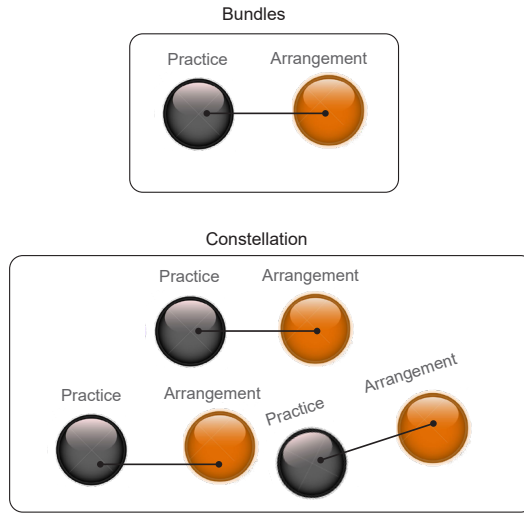 Bundles
Practice Arrangement
Constellation
Practice Arrangement
Practice Arrangement Practice Arrangement